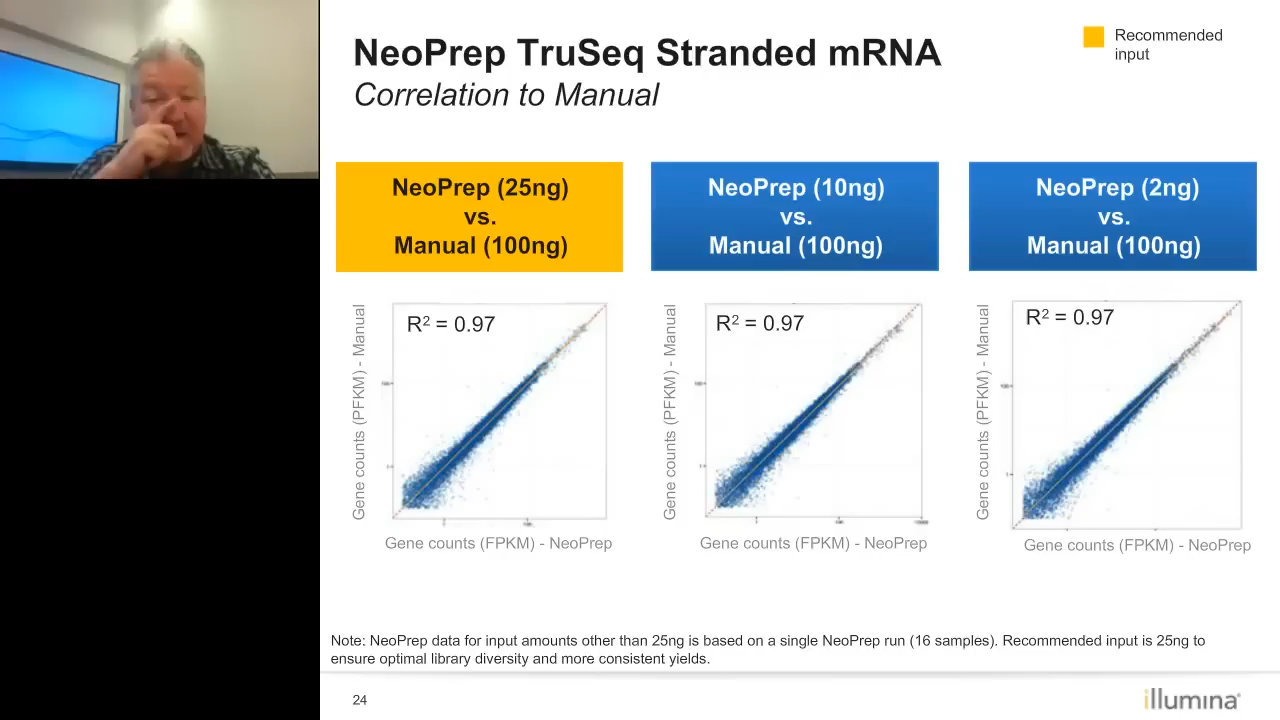 NeoPrep TruSeq Stranded mRNA
Correlation to Manual
Recommended
input
NeoPrep (25ng)
vs.
Manual (100ng)
NeoPrep (10ng)
vs.
Manual (100ng)
NeoPrep (2ng)
vs.
Manual (100ng)
Gene counts (PFKM) - Manual
R² = 0.97
Gene counts (FPKM) - NeoPrep
Gene counts (PFKM) - Manual
R² = 0.97
Gene counts (FPKM) - NeoPrep
Gene counts (PFKM) - Manual
R² = 0.97
Gene counts (FPKM) - NeoPrep
Note: NeoPrep data for input amounts other than 25ng is based on a single NeoPrep run (16 samples). Recommended input is 25ng to
ensure optimal library diversity and more consistent yields.
24
illumina®